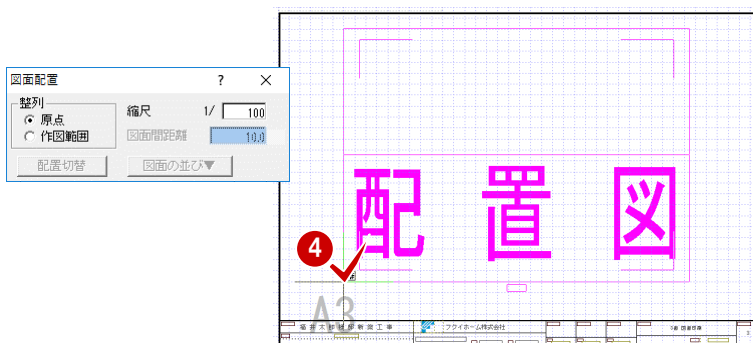 図面配置 ? ×
整列
原点
作図範囲
縮尺 1/ 100
図面間距離 10.0
配置切替 図面の並び▼
配置図
4
A3
フクイホーム株式会社